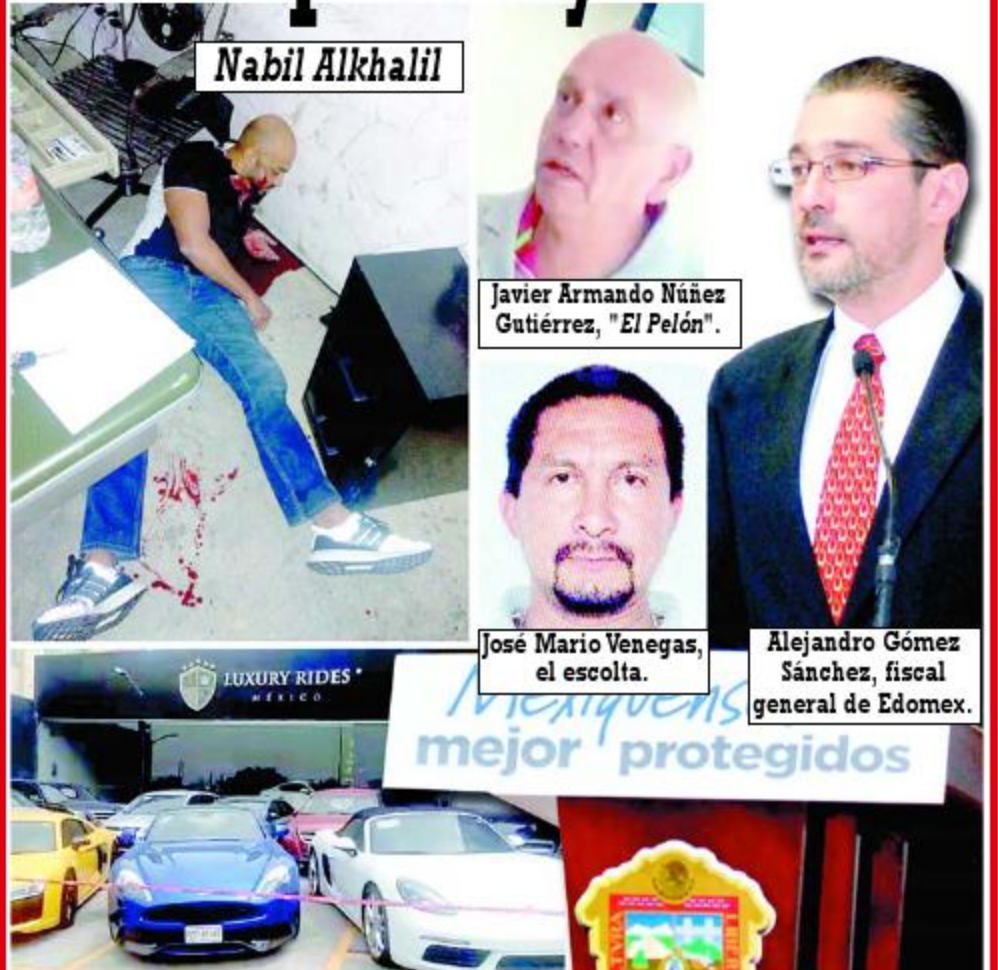 Nabil Alkhalil
Javier Armando Núñez
Gutiérrez, "El Pelón".
José Mario Venegas,
el escolta.
Alejandro Gómez
Sánchez, fiscal
general de Edomex.
LUXURY RIDES
MÉXICO
mejor protegidos